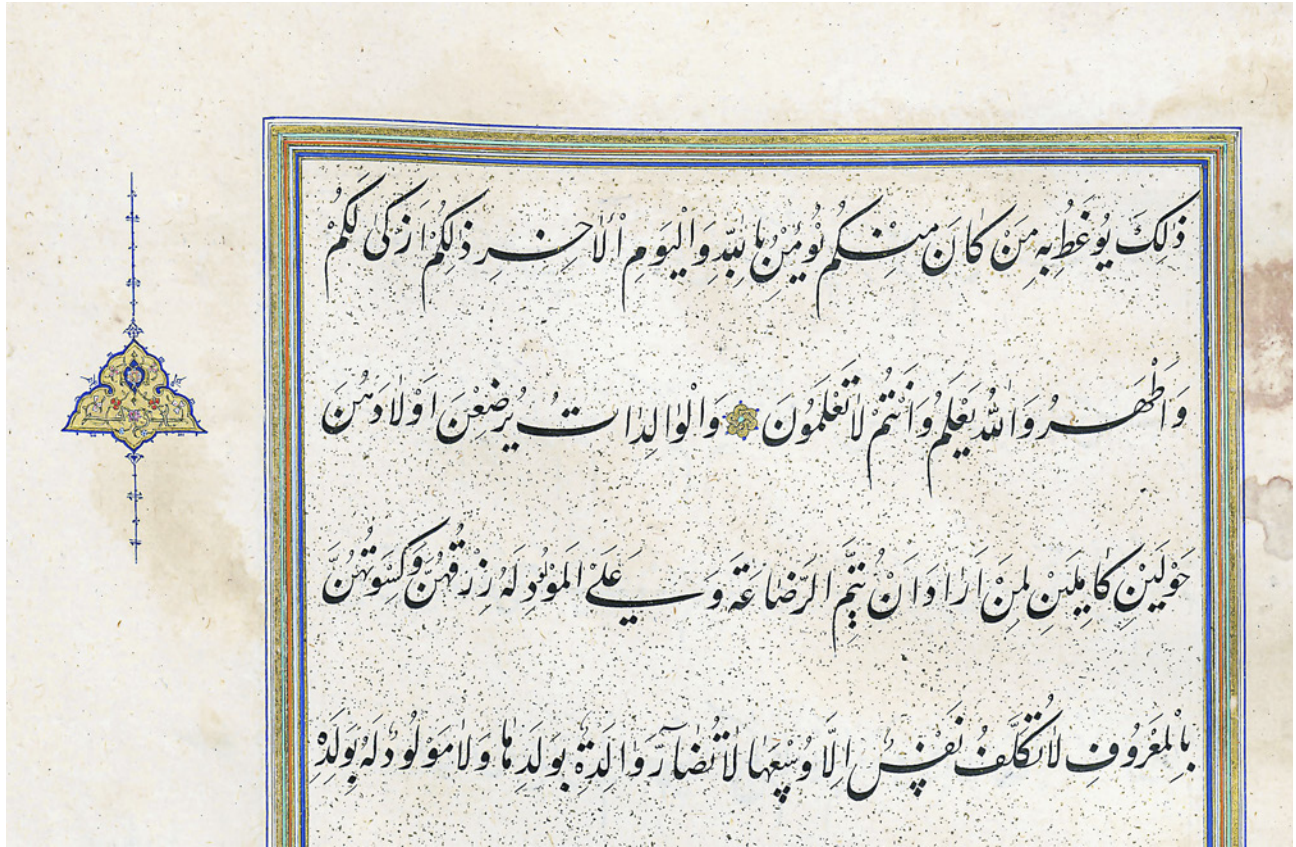 ذٰلِكَ يُوعَظُ بِهِ مَنْ كَانَ مِنْكُمْ يُؤْمِنُ بِاللّٰهِ وَالْيَوْمِ الْاٰخِرِ ذٰلِكُمْ اَزْكٰى لَكُمْ
وَاَطْهَرُ وَاللّٰهُ يَعْلَمُ وَاَنْتُمْ لَا تَعْلَمُونَ وَالْوَالِدَاتُ يُرْضِعْنَ اَوْلَادَهُنَّ
حَوْلَيْنِ كَامِلَيْنِ لِمَنْ اَرَادَ اَنْ يُتِمَّ الرَّضَاعَةَ وَعَلَى الْمَوْلُودِ لَهُ رِزْقُهُنَّ وَكِسْوَتُهُنَّ
بِالْمَعْرُوفِ لَا تُكَلَّفُ نَفْسٌ اِلَّا وُسْعَهَا لَا تُضَارَّ وَالِدَةٌ بِوَلَدِهَا وَلَا مَوْلُودٌ لَهُ بِوَلَدِهِ